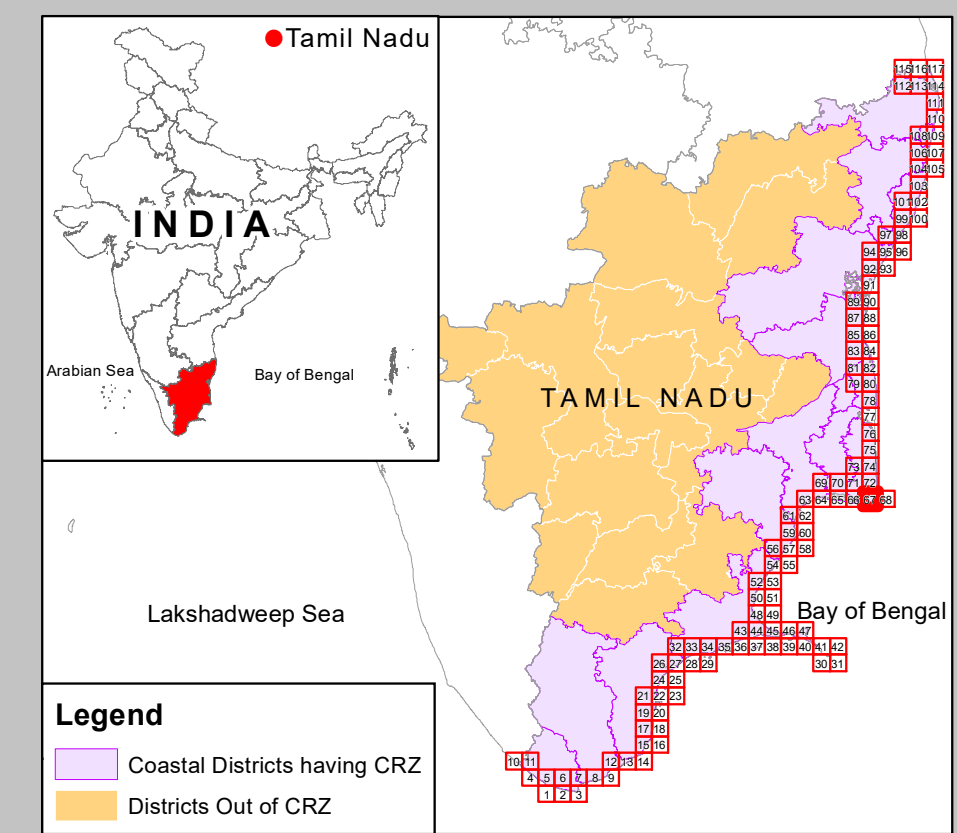 Tamil Nadu
INDIA
Arabian Sea
Bay of Bengal
TAMIL NADU
Lakshadweep Sea
Bay of Bengal
115 116 117
112 113 114
111
110
108 109
106 107
104 105
103
101 102
99 100
97 98
94 95 96
92 93
91
89 90
87 88
85 86
83 84
81 82
79 80
78
77
76
75
73 74
69 70 71 72
63 64 65 66 67 68
61 62
59 60
56 57 58
54 55
52 53
50 51
48 49
43 44 45 46 47
32 33 34 35 36 37 38 39 40 41 42
26 27 28 29 30 31
24 25
21 22 23
19 20
17 18
15 16
10 11 12 13 14
4 5 6 7 8 9
1 2 3
Legend
Coastal Districts having CRZ
Districts Out of CRZ